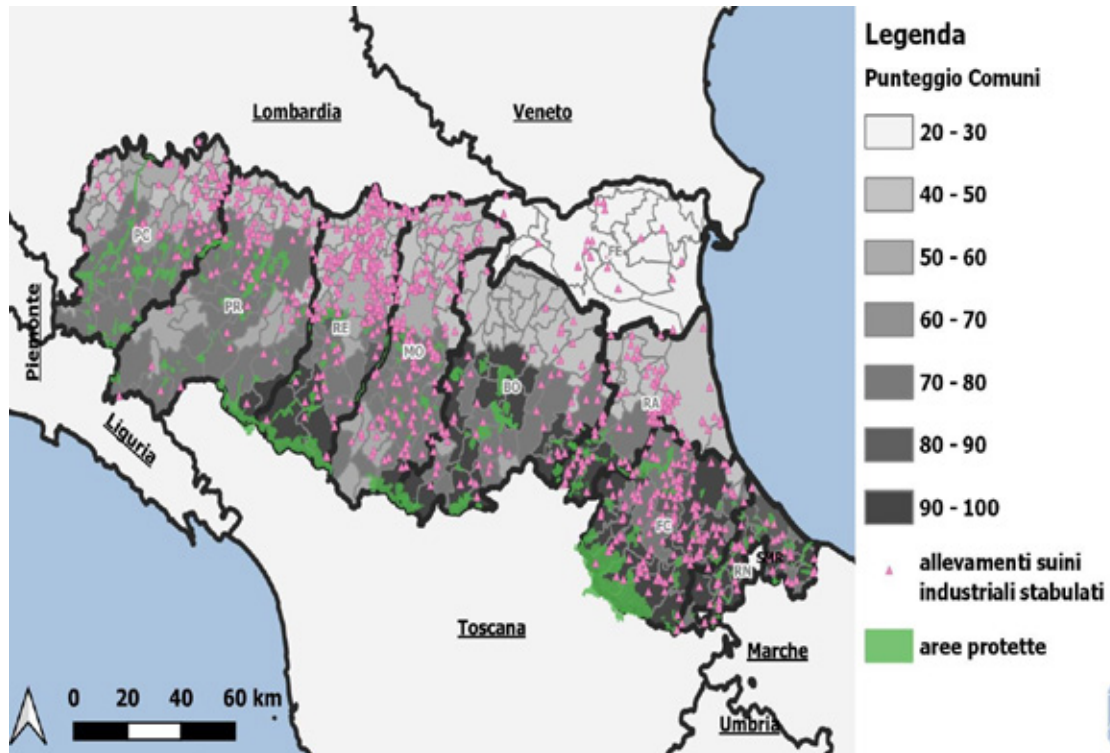 Lombardia
Veneto
PC
FE
Piemonte
PR
RE
MO
BO
RA
Liguria
FC
SMR
RN
Toscana
Marche
Umbria
0 20 40 60 km
Legenda
Punteggio Comuni
20 - 30
40 - 50
50 - 60
60 - 70
70 - 80
80 - 90
90 - 100
allevamenti suini
industriali stabulati
aree protette